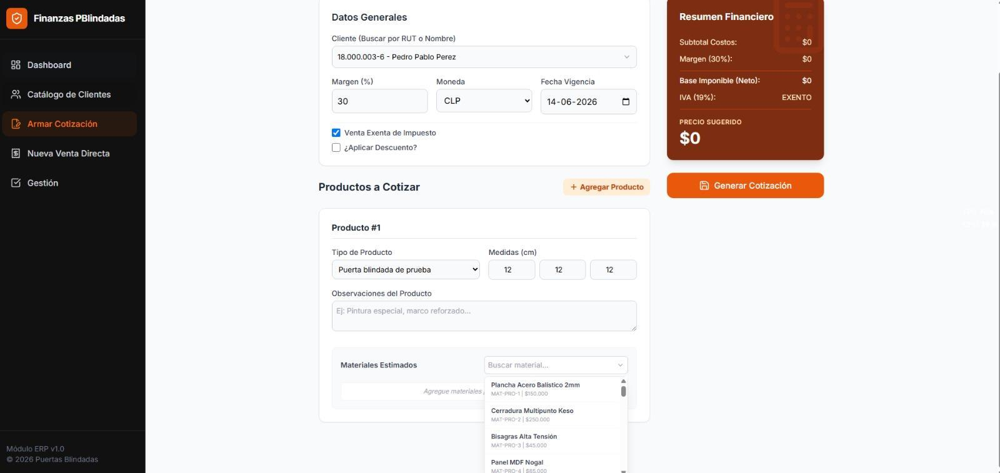 Finanzas PBlindadas
Dashboard
Catálogo de Clientes
Armar Cotización
Nueva Venta Directa
Gestión
Módulo ERP v1.0
© 2026 Puertas Blindadas
Datos Generales
Cliente (Buscar por RUT o Nombre)
18.000.003-6 - Pedro Pablo Perez
Margen (%) Moneda Fecha Vigencia
30 CLP 14-06-2026
Venta Exenta de Impuesto
¿Aplicar Descuento?
Productos a Cotizar
+ Agregar Producto
Producto #1
Tipo de Producto Medidas (cm)
Puerta blindada de prueba 12 12 12
Observaciones del Producto
Ej: Pintura especial, marco reforzado...
Materiales Estimados Buscar material...
Agregue materiales
Plancha Acero Balístico 2mm
MAT-PRO-1 | $150.000
Cerradura Multipunto Keso
MAT-PRO-2 | $250.000
Bisagras Alta Tensión
MAT-PRO-3 | $45.000
Panel MDF Nogal
MAT-PRO-4 | $85.000
Resumen Financiero
Subtotal Costos: $0
Margen (30%): $0
Base Imponible (Neto): $0
IVA (19%): EXENTO
PRECIO SUGERIDO
$0
Generar Cotización